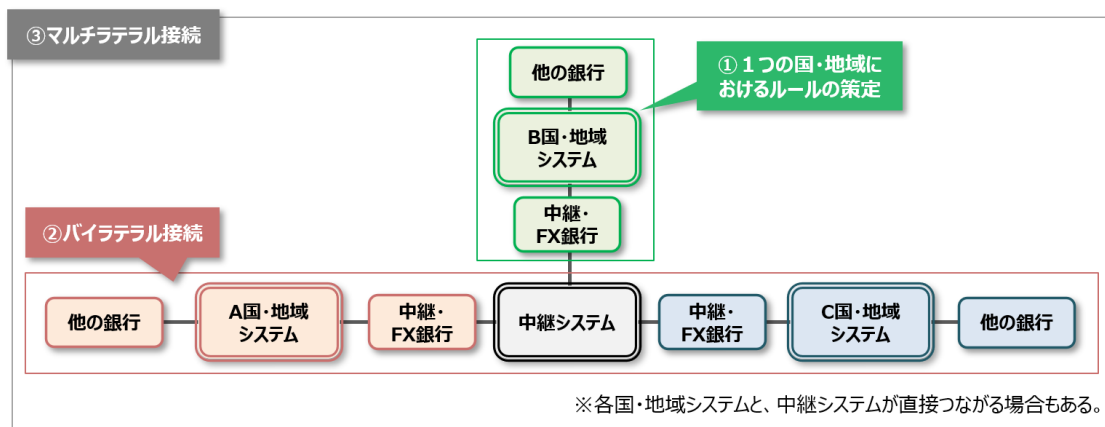 ③マルチラテラル接続
他の銀行
①１つの国・地域に
おけるルールの策定
B国・地域
システム
中継・
FX銀行
②バイラテラル接続
他の銀行
A国・地域
システム
中継・
FX銀行
中継システム
中継・
FX銀行
C国・地域
システム
他の銀行
※各国・地域システムと、中継システムが直接つながる場合もある。